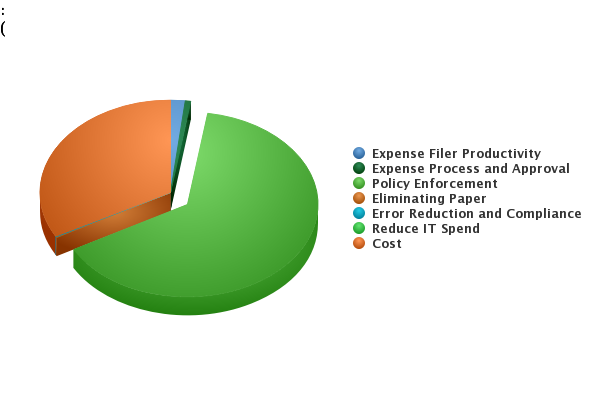 :
(
Expense Filer Productivity
Expense Process and Approval
Policy Enforcement
Eliminating Paper
Error Reduction and Compliance
Reduce IT Spend
Cost